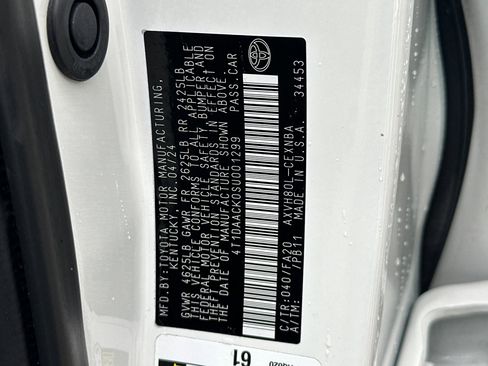 MFD.BY:TOYOTA MOTOR MANUFACTURING,
KENTUCKY, INC. 04/24
GVWR 4625LB GAWR FR 2625LB RR 2425LB
THIS VEHICLE CONFORMS TO ALL APPLICABLE
FEDERAL MOTOR VEHICLE SAFETY, BUMPER AND
THEFT PREVENTION STANDARDS IN EFFECT ON
THE DATE OF MANUFACTURE SHOWN ABOVE.
4T1DAACK0SU001299 PASS.CAR
C/TR:040/FA20 AXVH80L-CEXNBA
A/TM: /PB11 MADE IN U.S.A. 34453
61